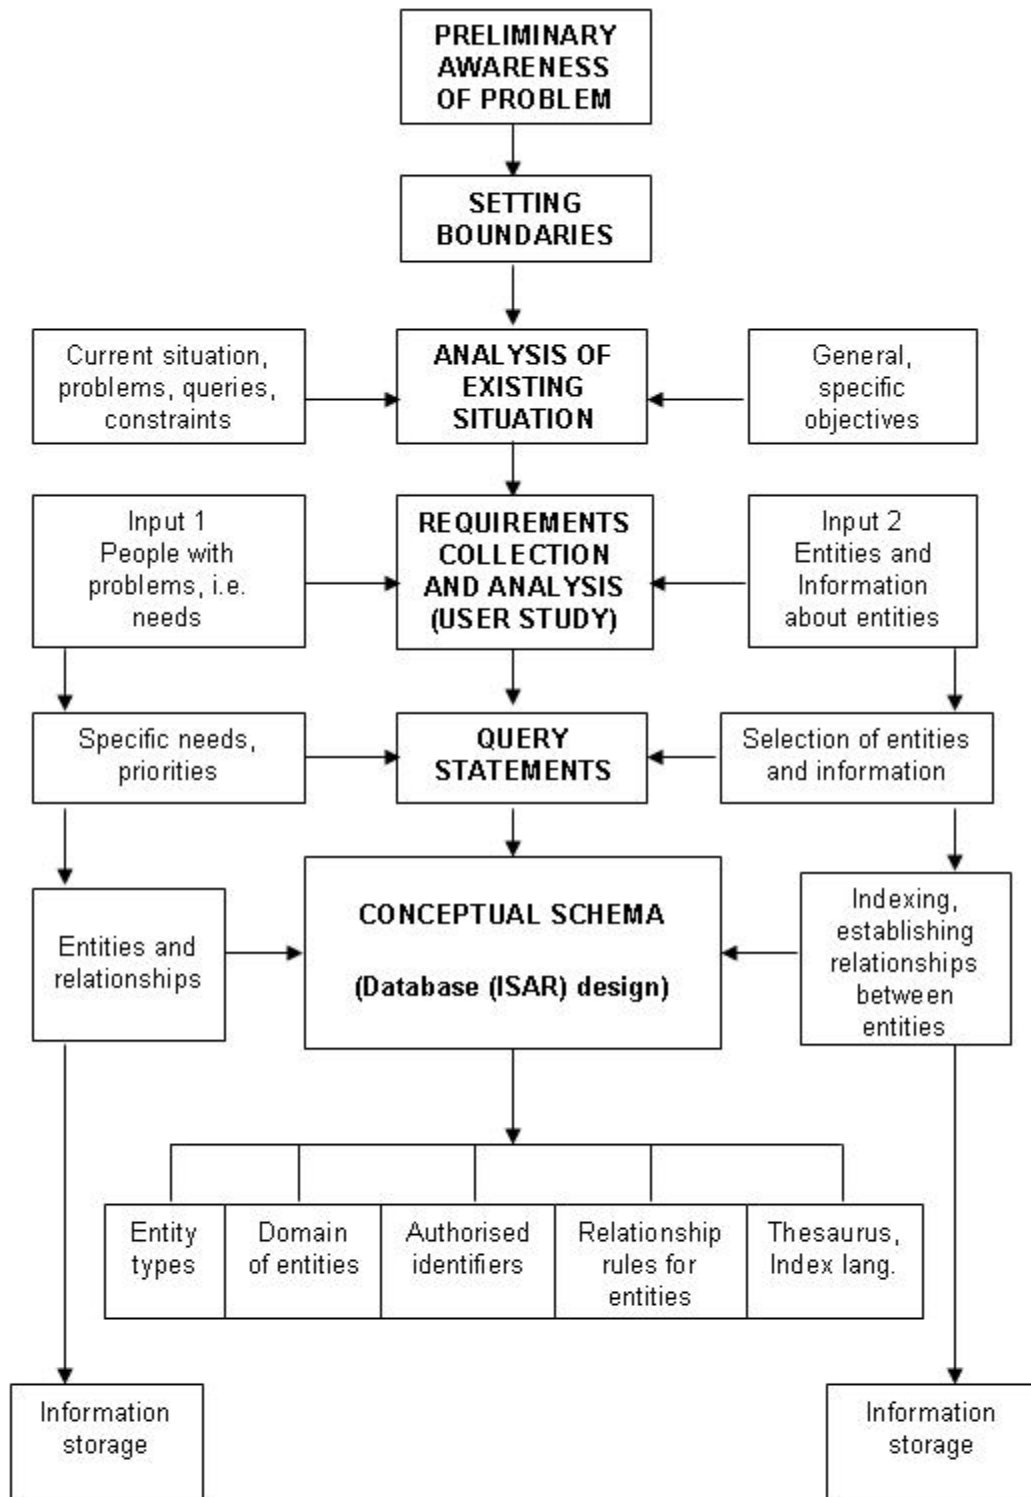 PRELIMINARY
AWARENESS
OF PROBLEM
SETTING
BOUNDARIES
Current situation,
problems, queries,
constraints
ANALYSIS OF
EXISTING
SITUATION
General,
specific
objectives
Input 1
People with
problems, i.e.
needs
REQUIREMENTS
COLLECTION
AND ANALYSIS
(USER STUDY)
Input 2
Entities and
Information
about entities
Specific needs,
priorities
QUERY
STATEMENTS
Selection of entities
and information
Entities and
relationships
CONCEPTUAL SCHEMA
(Database (ISAR) design)
Indexing,
establishing
relationships
between
entities
Entity
types
Domain
of entities
Authorised
identifiers
Relationship
rules for
entities
Thesaurus,
Index lang.
Information
storage
Information
storage